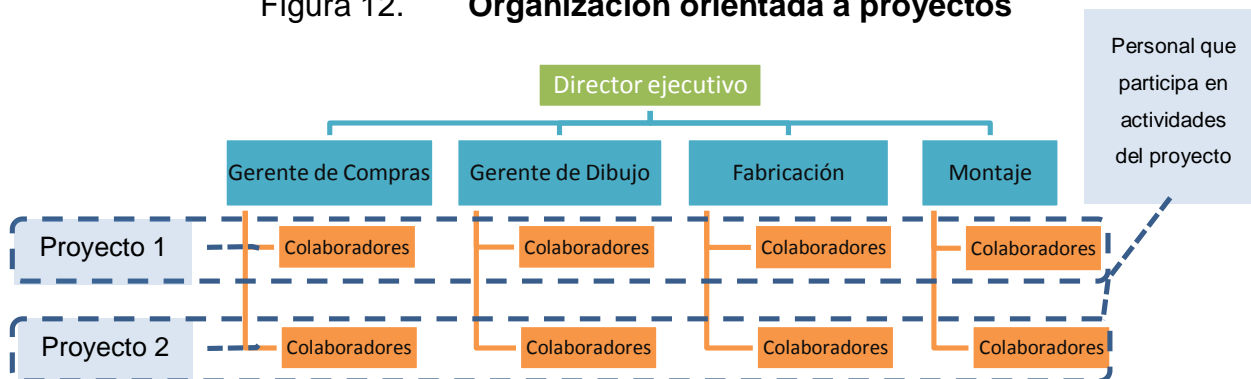 Figura 12. Organización orientada a proyectos
Personal que
participa en
actividades
del proyecto
Director ejecutivo
Gerente de Compras
Gerente de Dibujo
Fabricación
Montaje
Proyecto 1
Colaboradores
Colaboradores
Colaboradores
Colaboradores
Proyecto 2
Colaboradores
Colaboradores
Colaboradores
Colaboradores